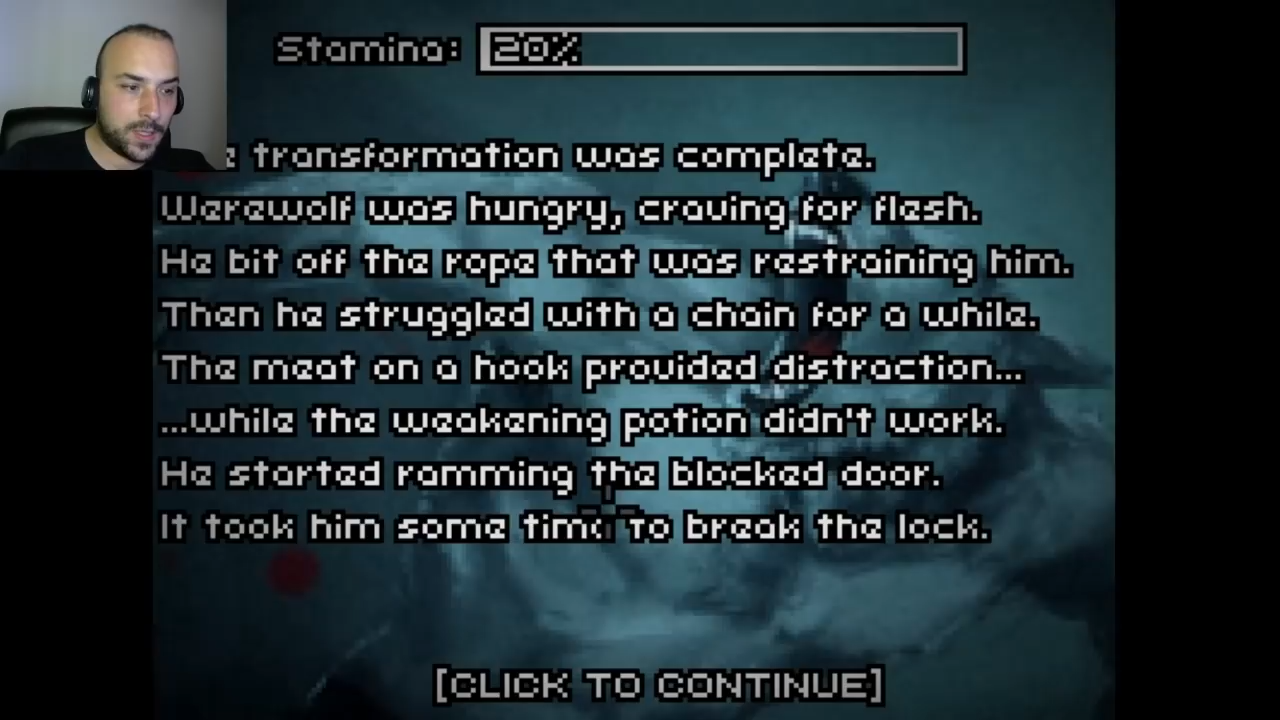 Stamina: 20%
transformation was complete.
Werewolf was hungry, craving for flesh.
He bit off the rope that was restraining him.
Then he struggled with a chain for a while.
The meat on a hook provided distraction...
...while the weakening potion didn't work.
He started ramming the blocked door.
It took him some time to break the lock.
[CLICK TO CONTINUE]